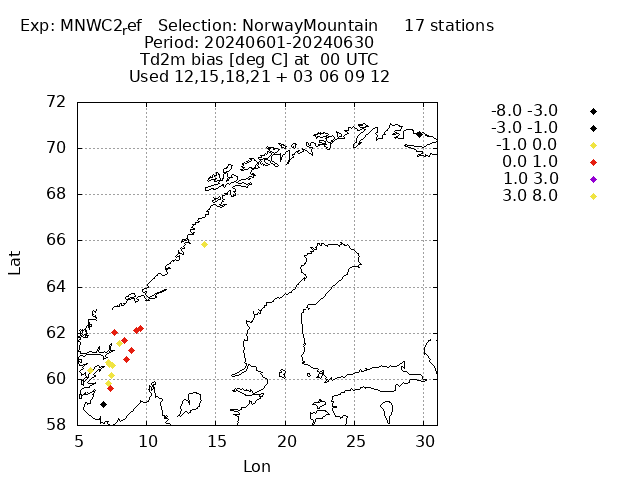 Exp: MNWC2ref Selection: NorwayMountain 17 stations
Period: 20240601-20240630
Td2m bias [deg C] at 00 UTC
Used 12,15,18,21 + 03 06 09 12
-8.0 -3.0
-3.0 -1.0
-1.0 0.0
0.0 1.0
1.0 3.0
3.0 8.0
72
70
68
66
64
62
60
58
Lat
5 10 15 20 25 30
Lon